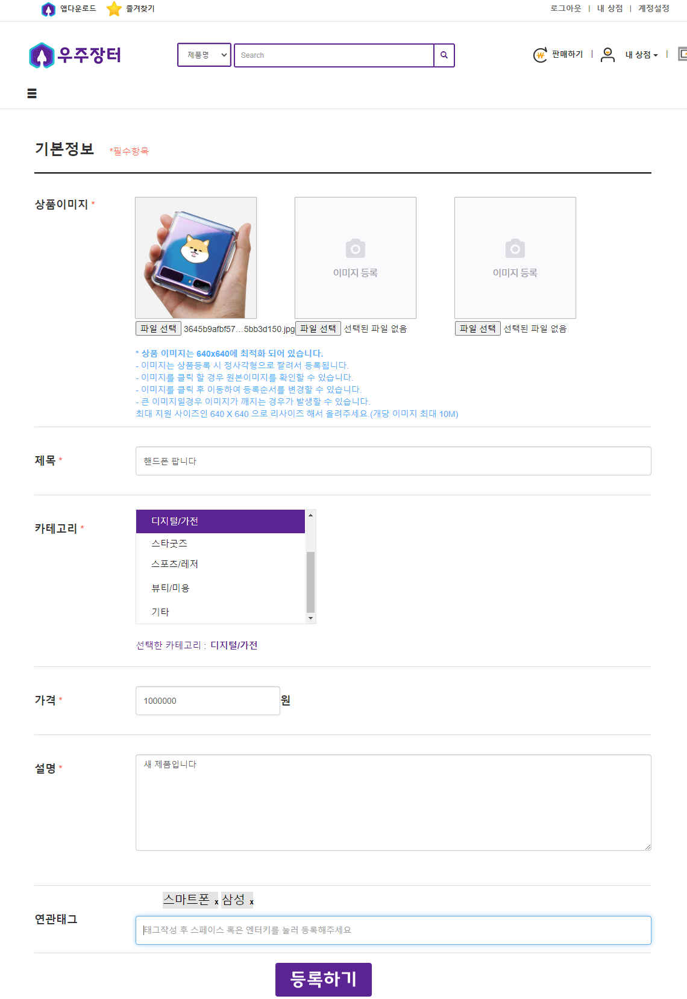 앱다운로드 즐겨찾기 로그아웃 | 내 상점 | 계정설정
우주장터 제품명 Search 판매하기 | 내 상점 |
기본정보 *필수항목
상품이미지 *
이미지 등록 이미지 등록
파일 선택 3645b9afbf57...5bb3d150.jpg 파일 선택 선택된 파일 없음 파일 선택 선택된 파일 없음
* 상품 이미지는 640x640에 최적화 되어 있습니다.
- 이미지는 상품등록 시 정사각형으로 짤려서 등록됩니다.
- 이미지를 클릭 할 경우 원본이미지를 확인할 수 있습니다.
- 이미지를 클릭 후 이동하여 등록순서를 변경할 수 있습니다.
- 큰 이미지일경우 이미지가 깨지는 경우가 발생할 수 있습니다.
최대 지원 사이즈인 640 X 640 으로 리사이즈 해서 올려주세요.(개당 이미지 최대 10M)
제목 * 핸드폰 팝니다
카테고리 *
디지털/가전
스타굿즈
스포츠/레저
뷰티/미용
기타
선택한 카테고리 : 디지털/가전
가격 * 1000000 원
설명 * 새 제품입니다
스마트폰 x 삼성 x
연관태그
태그작성 후 스페이스 혹은 엔터키를 눌러 등록해주세요
등록하기